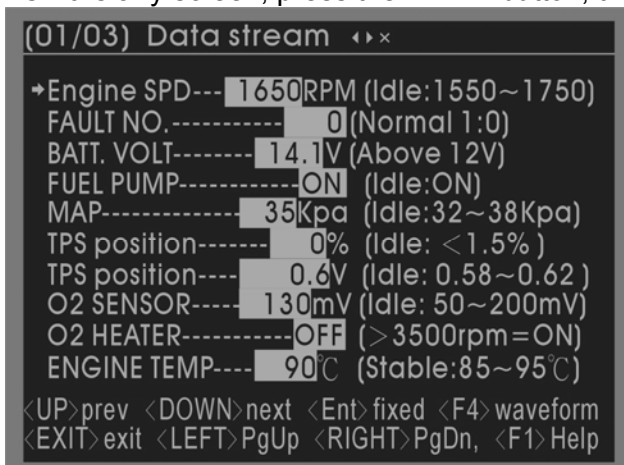 (01/03) Data stream ◂▸×
➔Engine SPD--- 1650RPM (Idle:1550~1750)
FAULT NO.----------- 0 (Normal 1:0)
BATT. VOLT-------- 14.1V (Above 12V)
FUEL PUMP---------ON (Idle:ON)
MAP------------- 35Kpa (Idle:32~38Kpa)
TPS position------- 0% (Idle: <1.5% )
TPS position---- 0.6V (Idle: 0.58~0.62 )
O2 SENSOR----- 130mV (Idle: 50~200mV)
O2 HEATER-----------OFF (>3500rpm=ON)
ENGINE TEMP---- 90℃ (Stable:85~95℃)
<UP>prev <DOWN>next <Ent>fixed <F4>waveform
<EXIT>exit <LEFT>PgUp <RIGHT>PgDn, <F1>Help